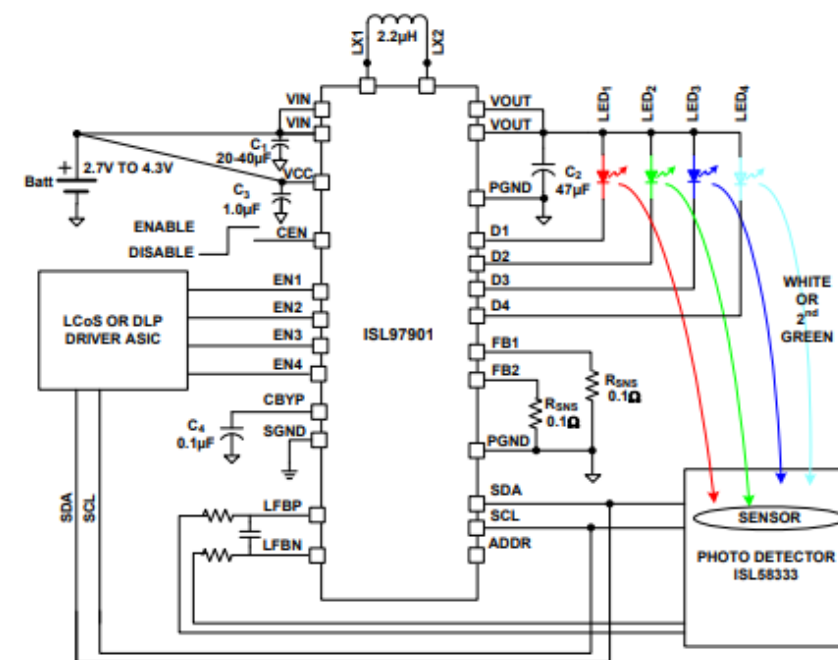 LX1
2.2µH
LX2
VIN
VIN
C1
20-40µF
Batt
+
2.7V TO 4.3V
VCC
C3
1.0µF
ENABLE
DISABLE
CEN
LCoS OR DLP
DRIVER ASIC
EN1
EN2
EN3
EN4
CBYP
C4
0.1µF
SGND
SDA
SCL
LFBP
LFBN
ISL97901
VOUT
VOUT
C2
47µF
PGND
D1
D2
D3
D4
FB1
FB2
RSNS
0.1Ω
RSNS
0.1Ω
PGND
SDA
SCL
ADDR
LED1
LED2
LED3
LED4
WHITE
OR
2nd
GREEN
SENSOR
PHOTO DETECTOR
ISL58333